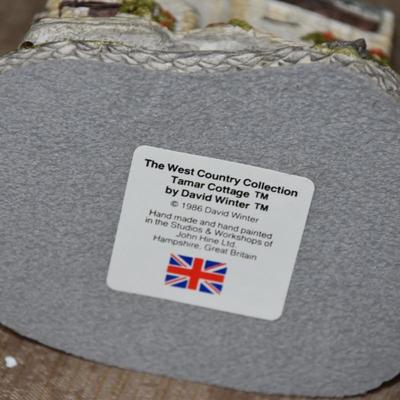 The West Country Collection
Tamar Cottage ™
by David Winter ™
© 1986 David Winter
Hand made and hand painted
in the Studios & Workshops of
John Hine Ltd.
Hampshire, Great Britain